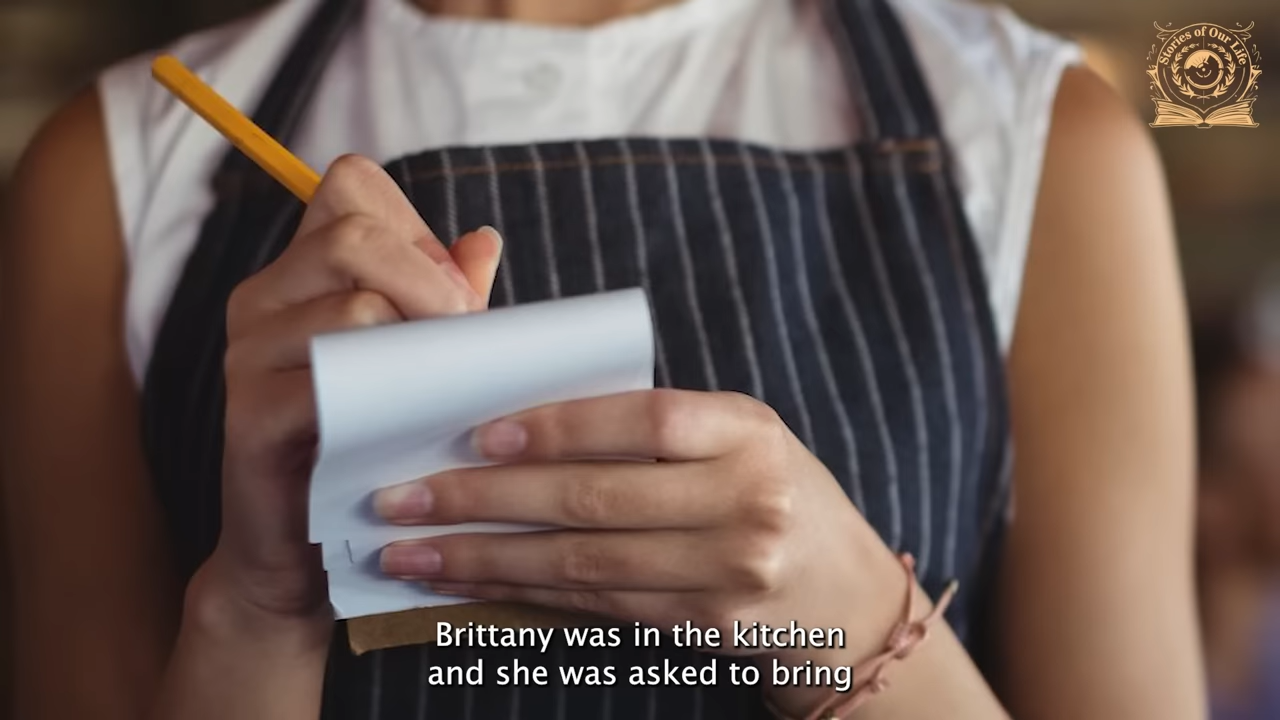 Stories of Our Life
Brittany was in the kitchen
and she was asked to bring